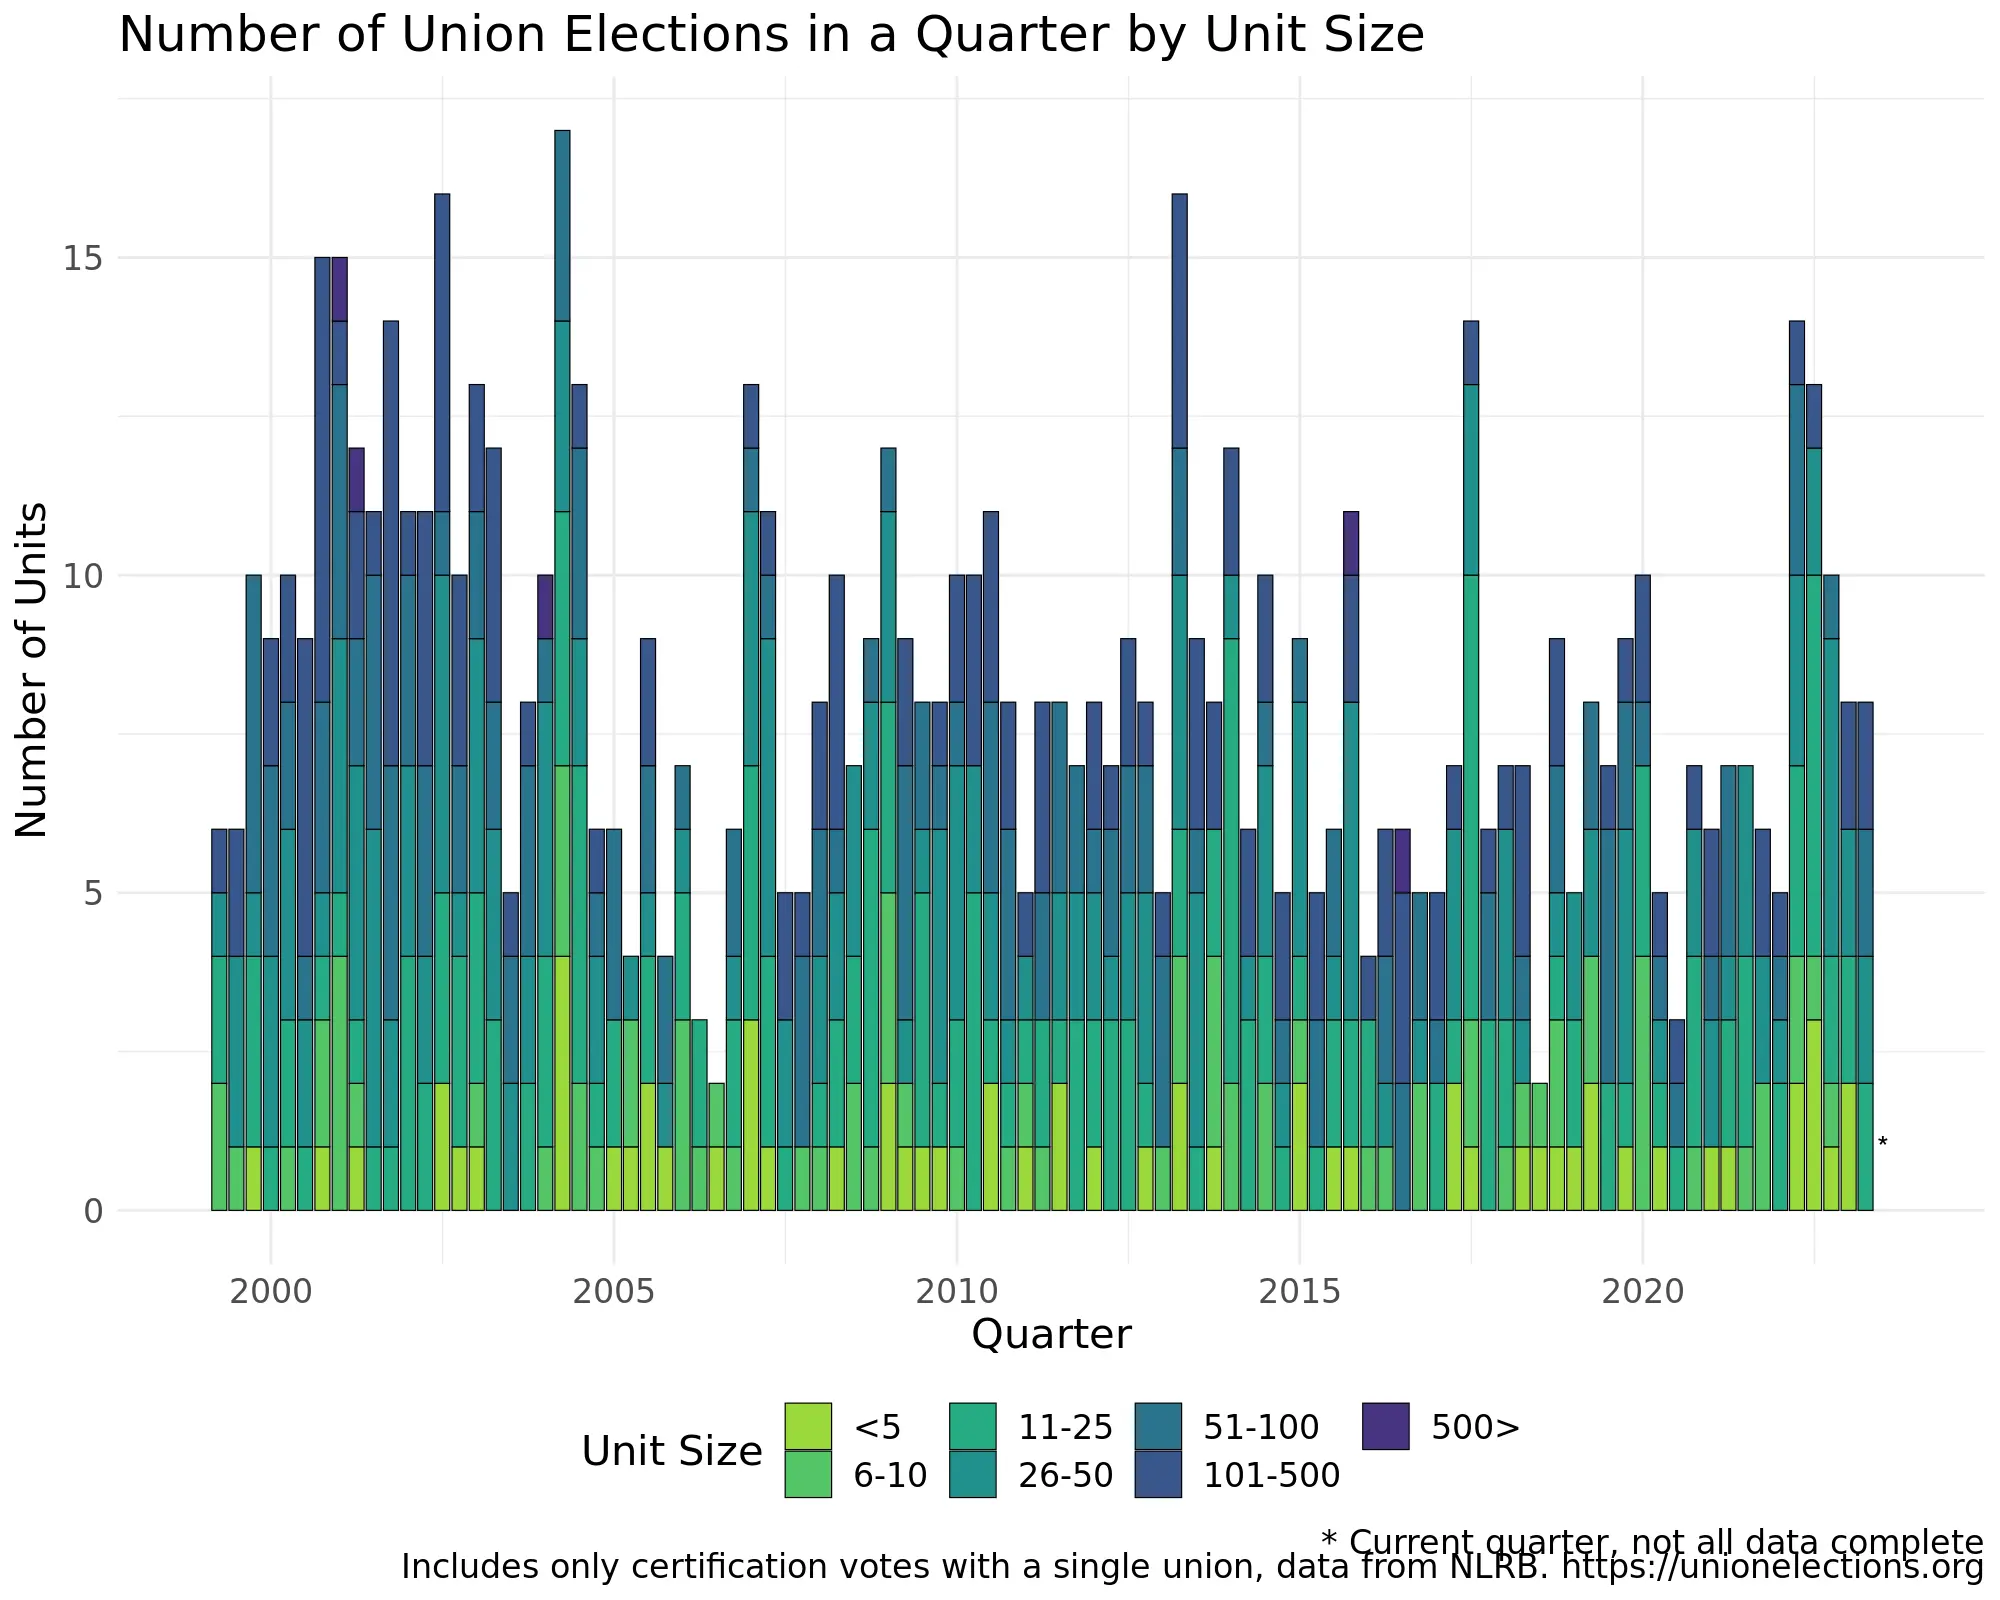 Number of Union Elections in a Quarter by Unit Size
Number of Units
15
10
5
0
*
2000 2005 2010 2015 2020
Quarter
Unit Size
<5 11-25 51-100 500>
6-10 26-50 101-500
* Current quarter, not all data complete
Includes only certification votes with a single union, data from NLRB. https://unionelections.org